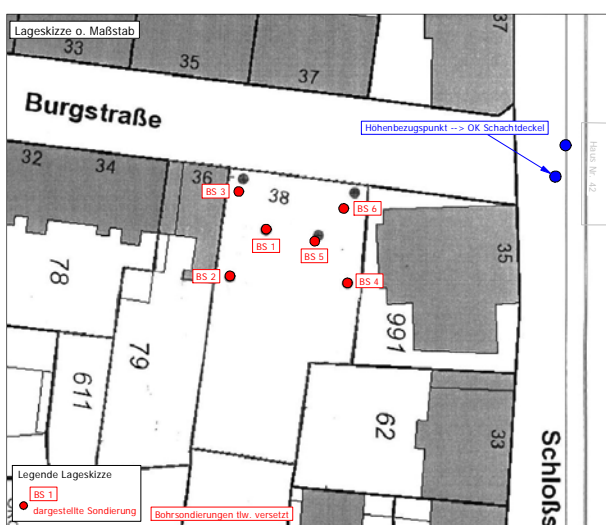 Lageskizze o. Maßstab
33
35
37
37
Burgstraße
Höhenbezugspunkt --> OK Schachtdeckel
Haus Nr. 42
32
34
36
38
BS 3
BS 6
BS 1
BS 5
BS 2
BS 4
35
78
79
991
611
62
33
Schloßs
Legende Lageskizze
BS 1
dargestellte Sondierung
Bohrsondierungen tlw. versetzt